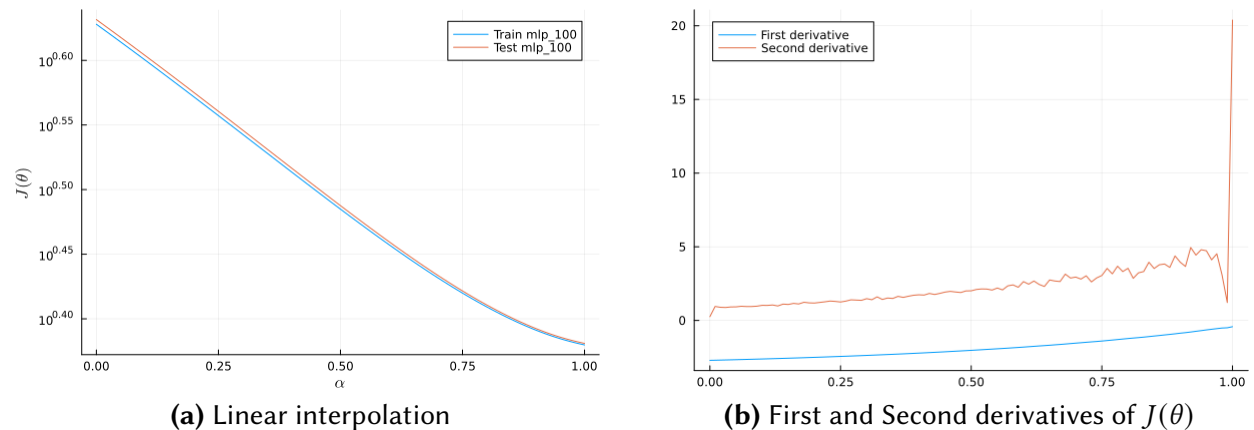 Train mlp_100
Test mlp_100
10^0.60
10^0.55
10^0.50
10^0.45
10^0.40
J(θ)
0.00 0.25 0.50 0.75 1.00
α
(a) Linear interpolation
First derivative
Second derivative
20
15
10
5
0
0.00 0.25 0.50 0.75 1.00
(b) First and Second derivatives of J(θ)